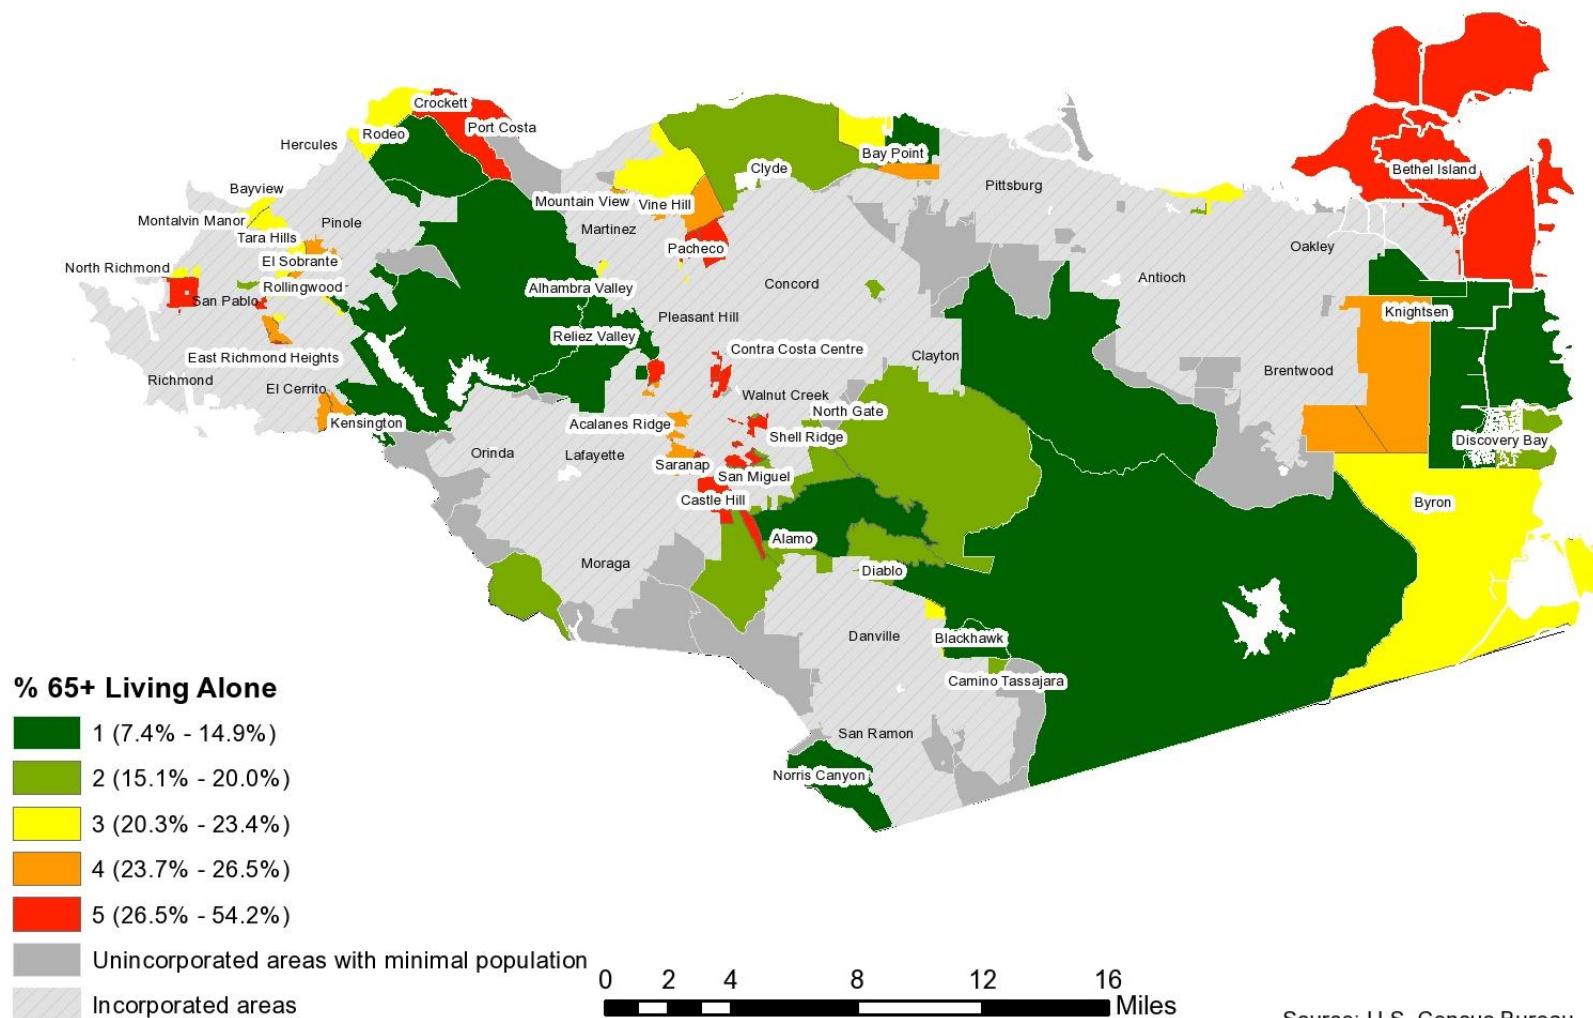 Crockett
Port Costa
Rodeo
Hercules
Bay Point
Clyde
Bethel Island
Pittsburg
Bayview
Mountain View
Vine Hill
Montalvin Manor
Pinole
Martinez
Tara Hills
Pacheco
Oakley
El Sobrante
North Richmond
Antioch
Rollingwood
Alhambra Valley
Concord
San Pablo
Knightsen
Pleasant Hill
Reliez Valley
Contra Costa Centre
East Richmond Heights
Clayton
Brentwood
Richmond
El Cerrito
Walnut Creek
North Gate
Kensington
Acalanes Ridge
Shell Ridge
Discovery Bay
Orinda
Lafayette
Saranap
San Miguel
Castle Hill
Byron
Alamo
Moraga
Diablo
Danville
Blackhawk
Camino Tassajara
San Ramon
Norris Canyon
% 65+ Living Alone
1 (7.4% - 14.9%)
2 (15.1% - 20.0%)
3 (20.3% - 23.4%)
4 (23.7% - 26.5%)
5 (26.5% - 54.2%)
Unincorporated areas with minimal population
Incorporated areas
0 2 4 8 12 16
Miles
Source: U.S. Census Bureau